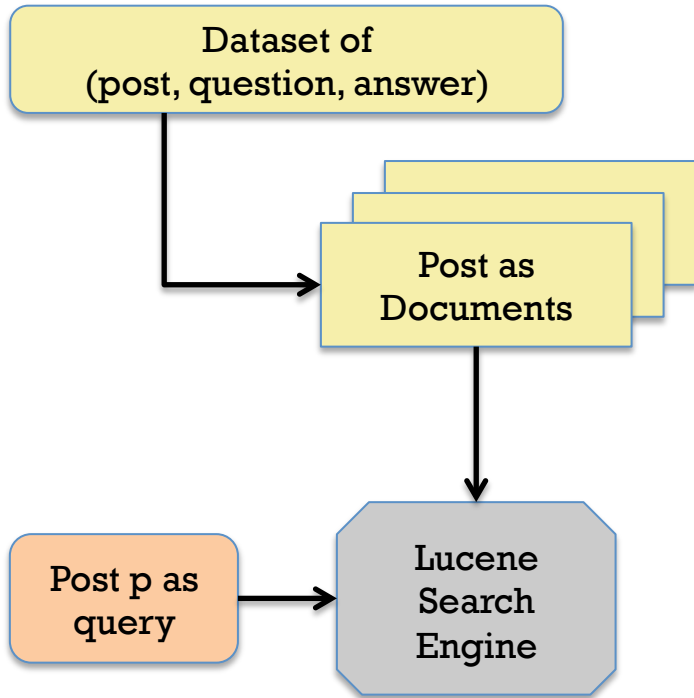 Dataset of
(post, question, answer)
Post as
Documents
Post p as
query
Lucene
Search
Engine